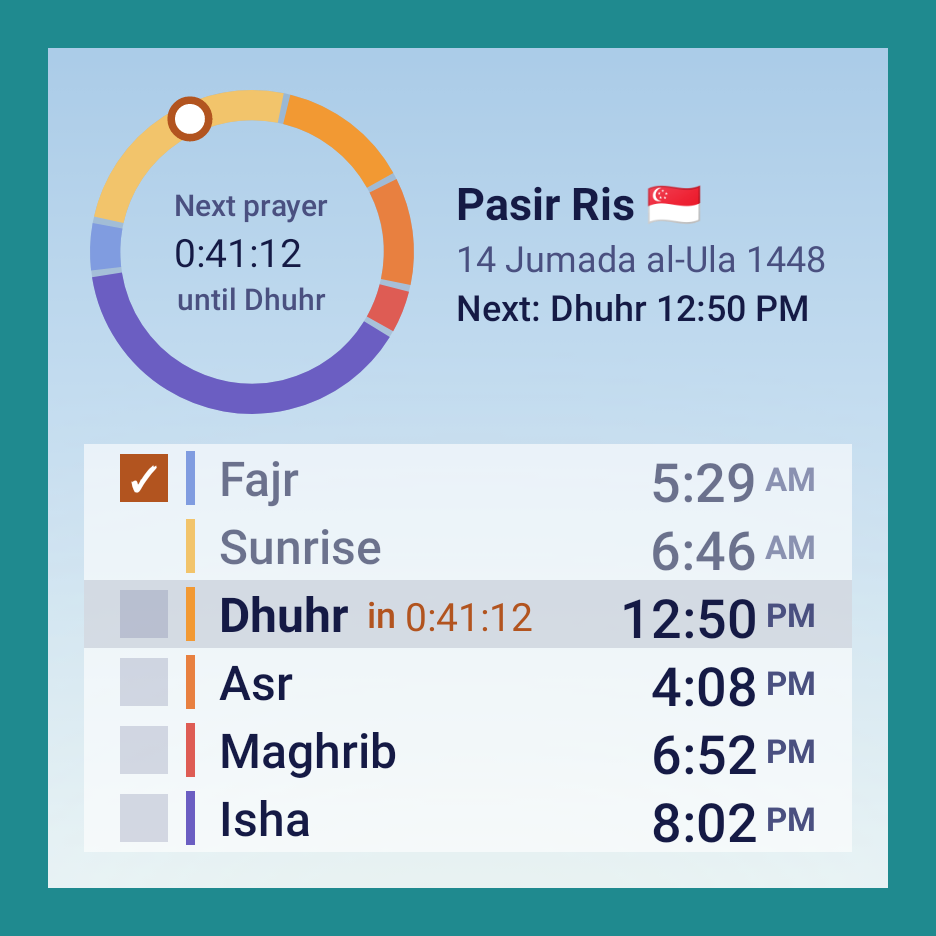 Next prayer
0:41:12
until Dhuhr
Pasir Ris
14 Jumada al-Ula 1448
Next: Dhuhr 12:50 PM
Fajr 5:29 AM
Sunrise 6:46 AM
Dhuhr in 0:41:12 12:50 PM
Asr 4:08 PM
Maghrib 6:52 PM
Isha 8:02 PM